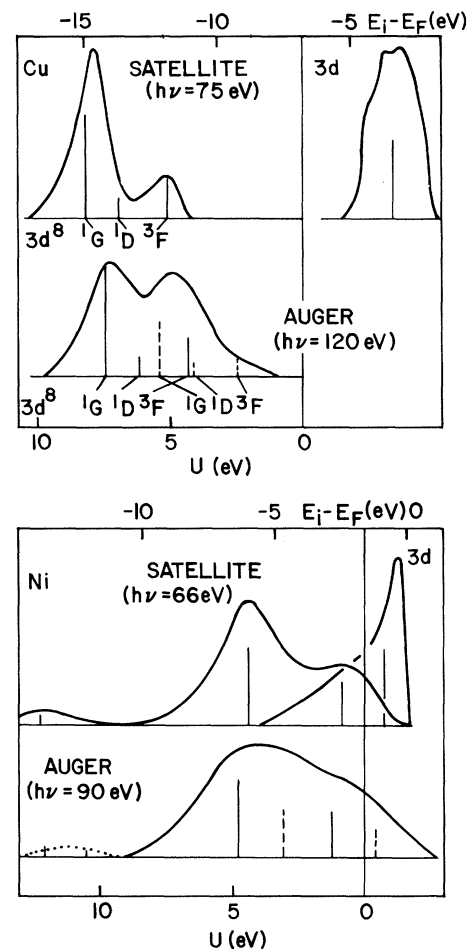 -15 -10 -5 Ei-EF(eV)
Cu SATELLITE 3d
(hν=75 eV)
3d⁸ ¹G ¹D ³F
AUGER
(hν=120 eV)
3d⁸ ¹G ¹D ³F ¹G ¹D ³F
10 5 0
U (eV)
-10 -5 Ei-EF(eV) 0
Ni SATELLITE 3d
(hν=66eV)
AUGER
(hν=90 eV)
10 5 0
U (eV)